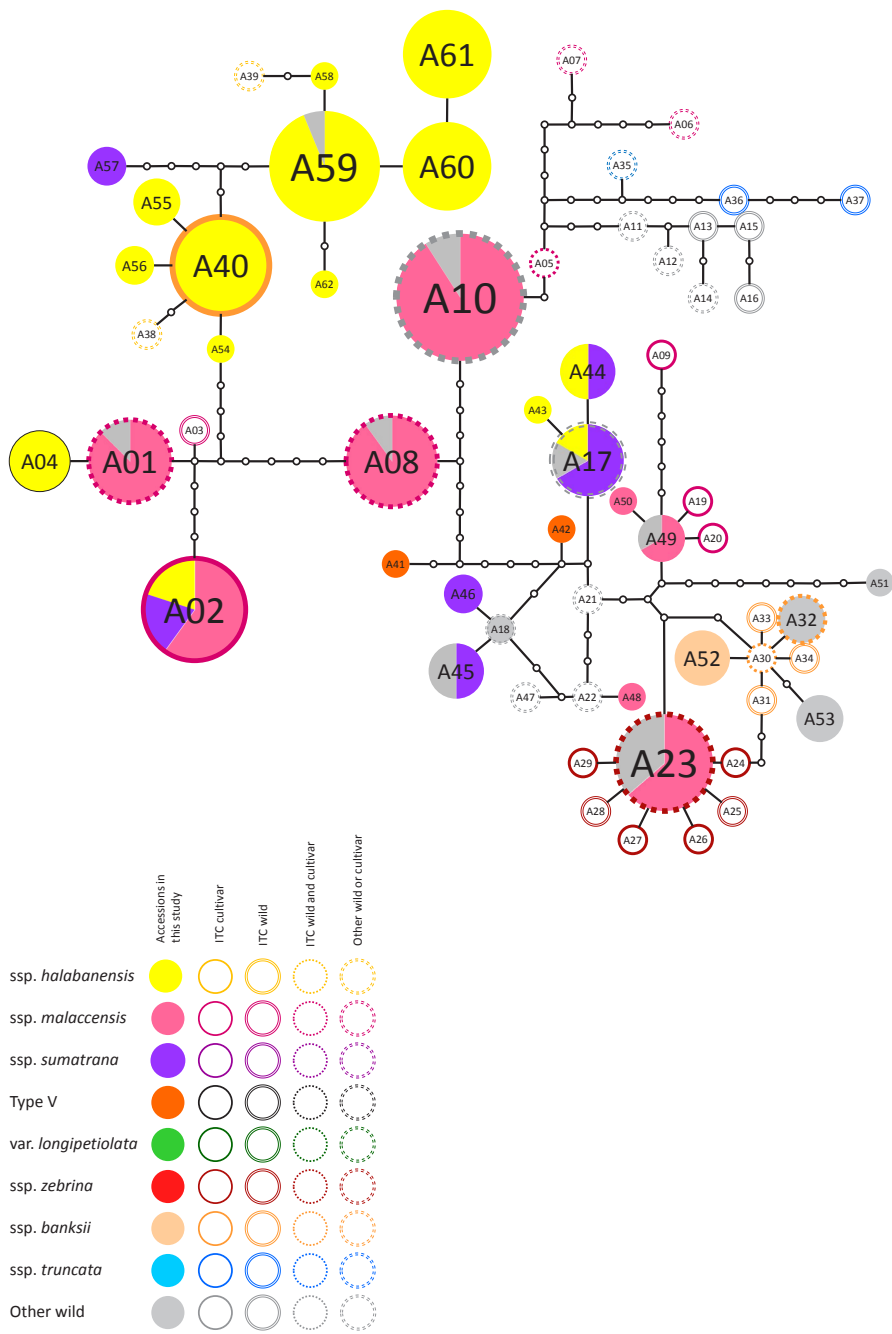 A61
A39
A58
A07
A06
A59
A60
A57
A35
A36
A37
A55
A40
A56
A38
A62
A54
A11
A13
A15
A12
A05
A14
A16
A10
A44
A09
A43
A17
A03
A04
A01
A08
A50
A19
A49
A20
A42
A41
A51
A46
A21
A02
A18
A33
A32
A45
A52
A30
A34
A47
A22
A48
A31
A53
A29
A23
A24
A28
A25
A27
A26
Accessions in
this study
ITC cultivar
ITC wild
ITC wild and cultivar
Other wild or cultivar
ssp. halabanensis
ssp. malaccensis
ssp. sumatrana
Type V
var. longipetiolata
ssp. zebrina
ssp. banksii
ssp. truncata
Other wild